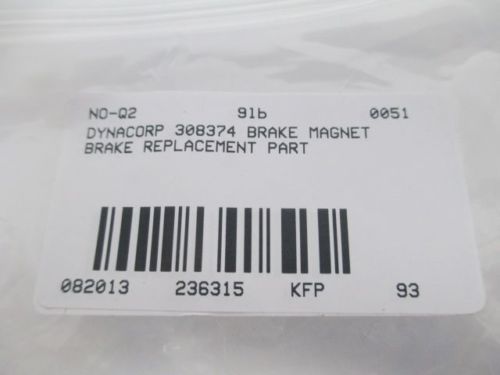 NO-Q2 91b 0051
DYNACORP 308374 BRAKE MAGNET
BRAKE REPLACEMENT PART
082013 236315 KFP 93